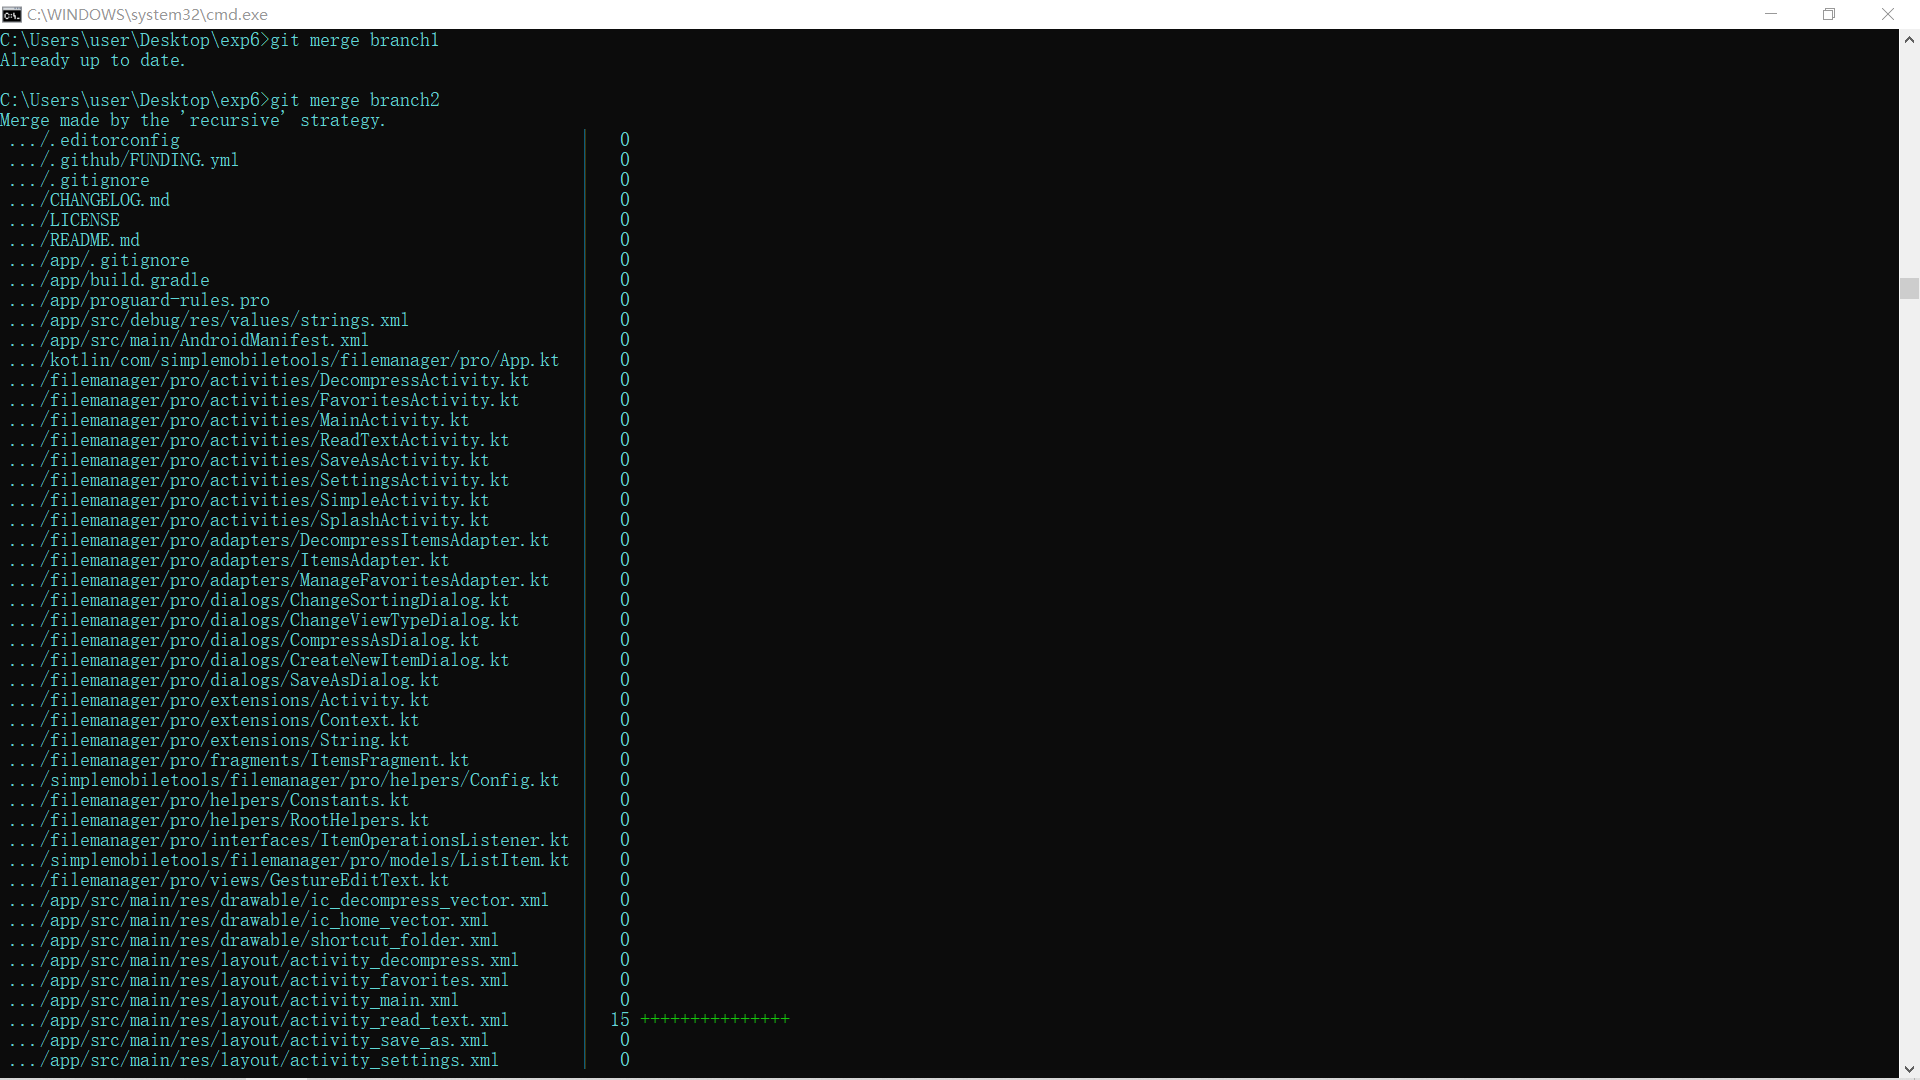 C:\WINDOWS\system32\cmd.exe
C:\Users\user\Desktop\exp6>git merge branch1
Already up to date.
C:\Users\user\Desktop\exp6>git merge branch2
Merge made by the 'recursive' strategy.
.../.editorconfig | 0
.../.github/FUNDING.yml | 0
.../.gitignore | 0
.../CHANGELOG.md | 0
.../LICENSE | 0
.../README.md | 0
.../app/.gitignore | 0
.../app/build.gradle | 0
.../app/proguard-rules.pro | 0
.../app/src/debug/res/values/strings.xml | 0
.../app/src/main/AndroidManifest.xml | 0
.../kotlin/com/simplemobiletools/filemanager/pro/App.kt | 0
.../filemanager/pro/activities/DecompressActivity.kt | 0
.../filemanager/pro/activities/FavoritesActivity.kt | 0
.../filemanager/pro/activities/MainActivity.kt | 0
.../filemanager/pro/activities/ReadTextActivity.kt | 0
.../filemanager/pro/activities/SaveAsActivity.kt | 0
.../filemanager/pro/activities/SettingsActivity.kt | 0
.../filemanager/pro/activities/SimpleActivity.kt | 0
.../filemanager/pro/activities/SplashActivity.kt | 0
.../filemanager/pro/adapters/DecompressItemsAdapter.kt | 0
.../filemanager/pro/adapters/ItemsAdapter.kt | 0
.../filemanager/pro/adapters/ManageFavoritesAdapter.kt | 0
.../filemanager/pro/dialogs/ChangeSortingDialog.kt | 0
.../filemanager/pro/dialogs/ChangeViewTypeDialog.kt | 0
.../filemanager/pro/dialogs/CompressAsDialog.kt | 0
.../filemanager/pro/dialogs/CreateNewItemDialog.kt | 0
.../filemanager/pro/dialogs/SaveAsDialog.kt | 0
.../filemanager/pro/extensions/Activity.kt | 0
.../filemanager/pro/extensions/Context.kt | 0
.../filemanager/pro/extensions/String.kt | 0
.../filemanager/pro/fragments/ItemsFragment.kt | 0
.../simplemobiletools/filemanager/pro/helpers/Config.kt | 0
.../filemanager/pro/helpers/Constants.kt | 0
.../filemanager/pro/helpers/RootHelpers.kt | 0
.../filemanager/pro/interfaces/ItemOperationsListener.kt | 0
.../simplemobiletools/filemanager/pro/models/ListItem.kt | 0
.../filemanager/pro/views/GestureEditText.kt | 0
.../app/src/main/res/drawable/ic_decompress_vector.xml | 0
.../app/src/main/res/drawable/ic_home_vector.xml | 0
.../app/src/main/res/drawable/shortcut_folder.xml | 0
.../app/src/main/res/layout/activity_decompress.xml | 0
.../app/src/main/res/layout/activity_favorites.xml | 0
.../app/src/main/res/layout/activity_main.xml | 0
.../app/src/main/res/layout/activity_read_text.xml | 15 +++++++++++++++
.../app/src/main/res/layout/activity_save_as.xml | 0
.../app/src/main/res/layout/activity_settings.xml | 0